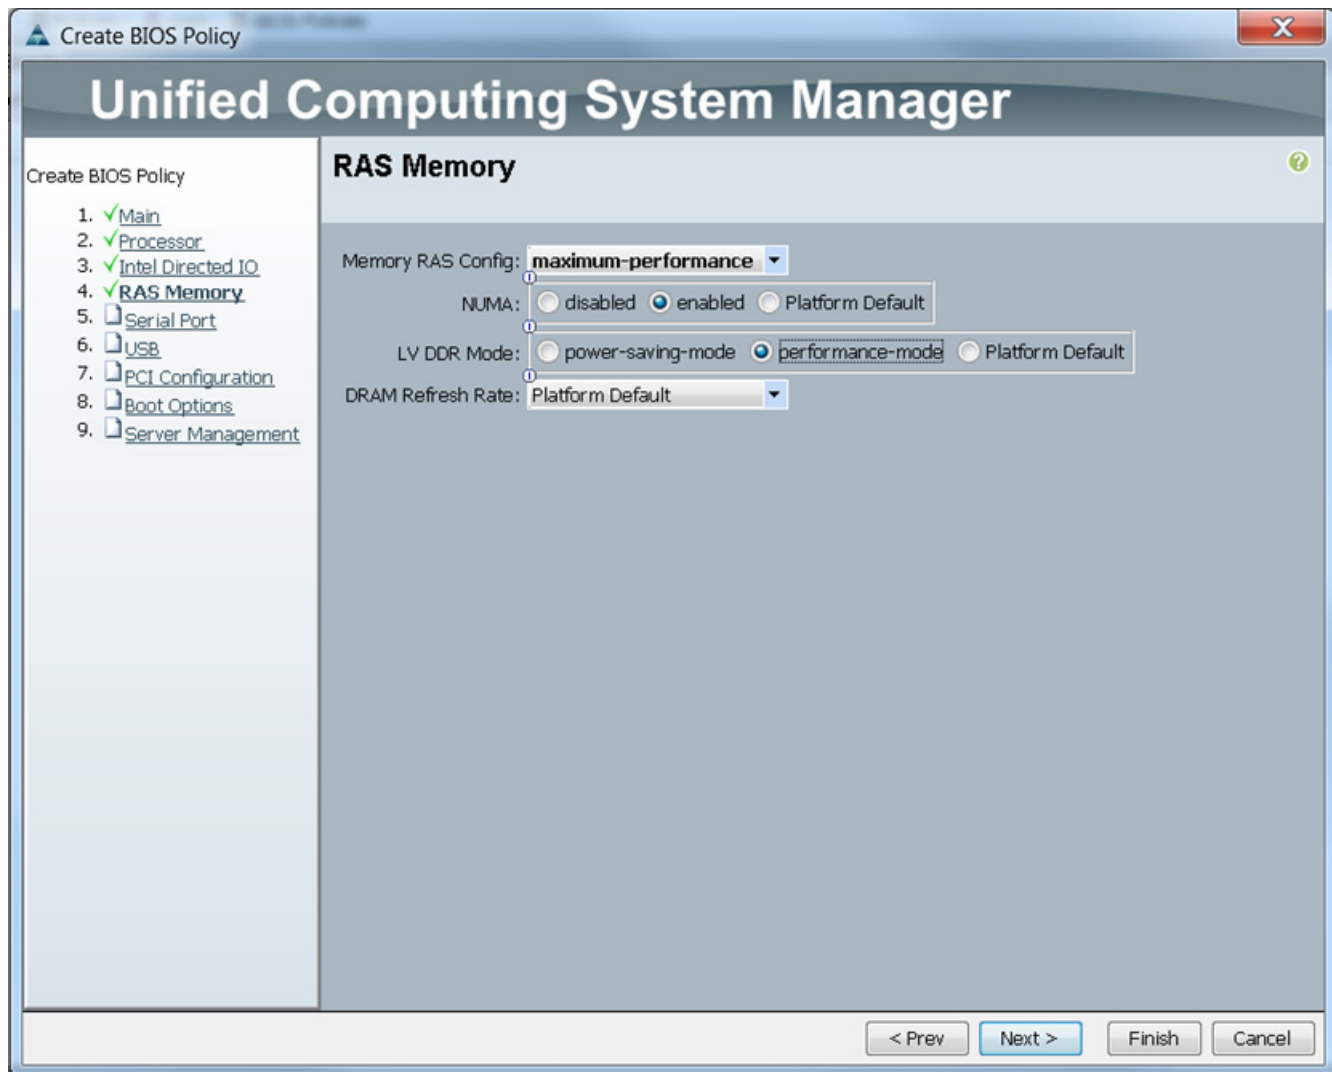 Create BIOS Policy
Unified Computing System Manager
Create BIOS Policy
1. Main
2. Processor
3. Intel Directed IO
4. RAS Memory
5. Serial Port
6. USB
7. PCI Configuration
8. Boot Options
9. Server Management
RAS Memory
Memory RAS Config: maximum-performance
NUMA: disabled enabled Platform Default
LV DDR Mode: power-saving-mode performance-mode Platform Default
DRAM Refresh Rate: Platform Default
< Prev Next > Finish Cancel